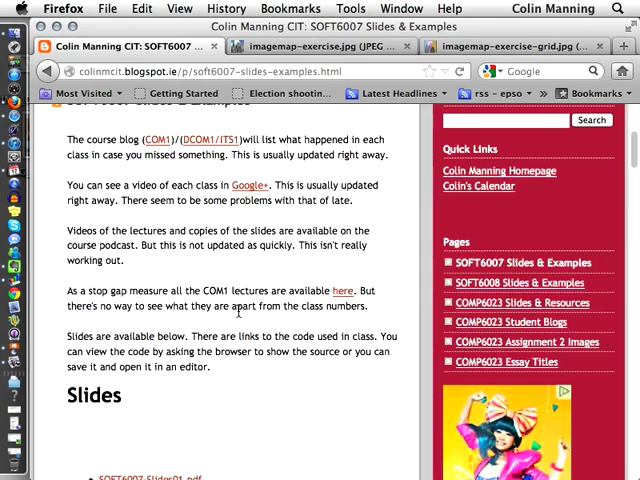 Firefox File Edit View History Bookmarks Tools Window Colin Manning
Colin Manning CIT: SOFT6007 Slides & Examples
Colin Manning CIT: SOFT6007 S... imagemap-exercise.jpg (JPEG ... imagemap-exercise-grid.jpg (...
colinmcit.blogspot.ie/p/soft6007-slides-examples.html Google
Most Visited Getting Started Election shootin... Latest Headlines rss - epso Bookmarks
SOFT6007 Slides & Examples
The course blog (COM1)/(DCOM1/ITS1)will list what happened in each
class in case you missed something. This is usually updated right away.
You can see a video of each class in Google+. This is usually updated
right away. There seem to be some problems with that of late.
Videos of the lectures and copies of the slides are available on the
course podcast. But this is not updated as quickly. This isn't really
working out.
As a stop gap measure all the COM1 lectures are available here. But
there's no way to see what they are apart from the class numbers.
Slides are available below. There are links to the code used in class. You
can view the code by asking the browser to show the source or you can
save it and open it in an editor.
Slides
SOFT6007-Slides01.pdf
Search
Quick Links
Colin Manning Homepage
Colin's Calendar
Pages
SOFT6007 Slides & Examples
SOFT6008 Slides & Examples
COMP6023 Slides & Resources
COMP6023 Student Blogs
COMP6023 Assignment 2 Images
COMP6023 Essay Titles